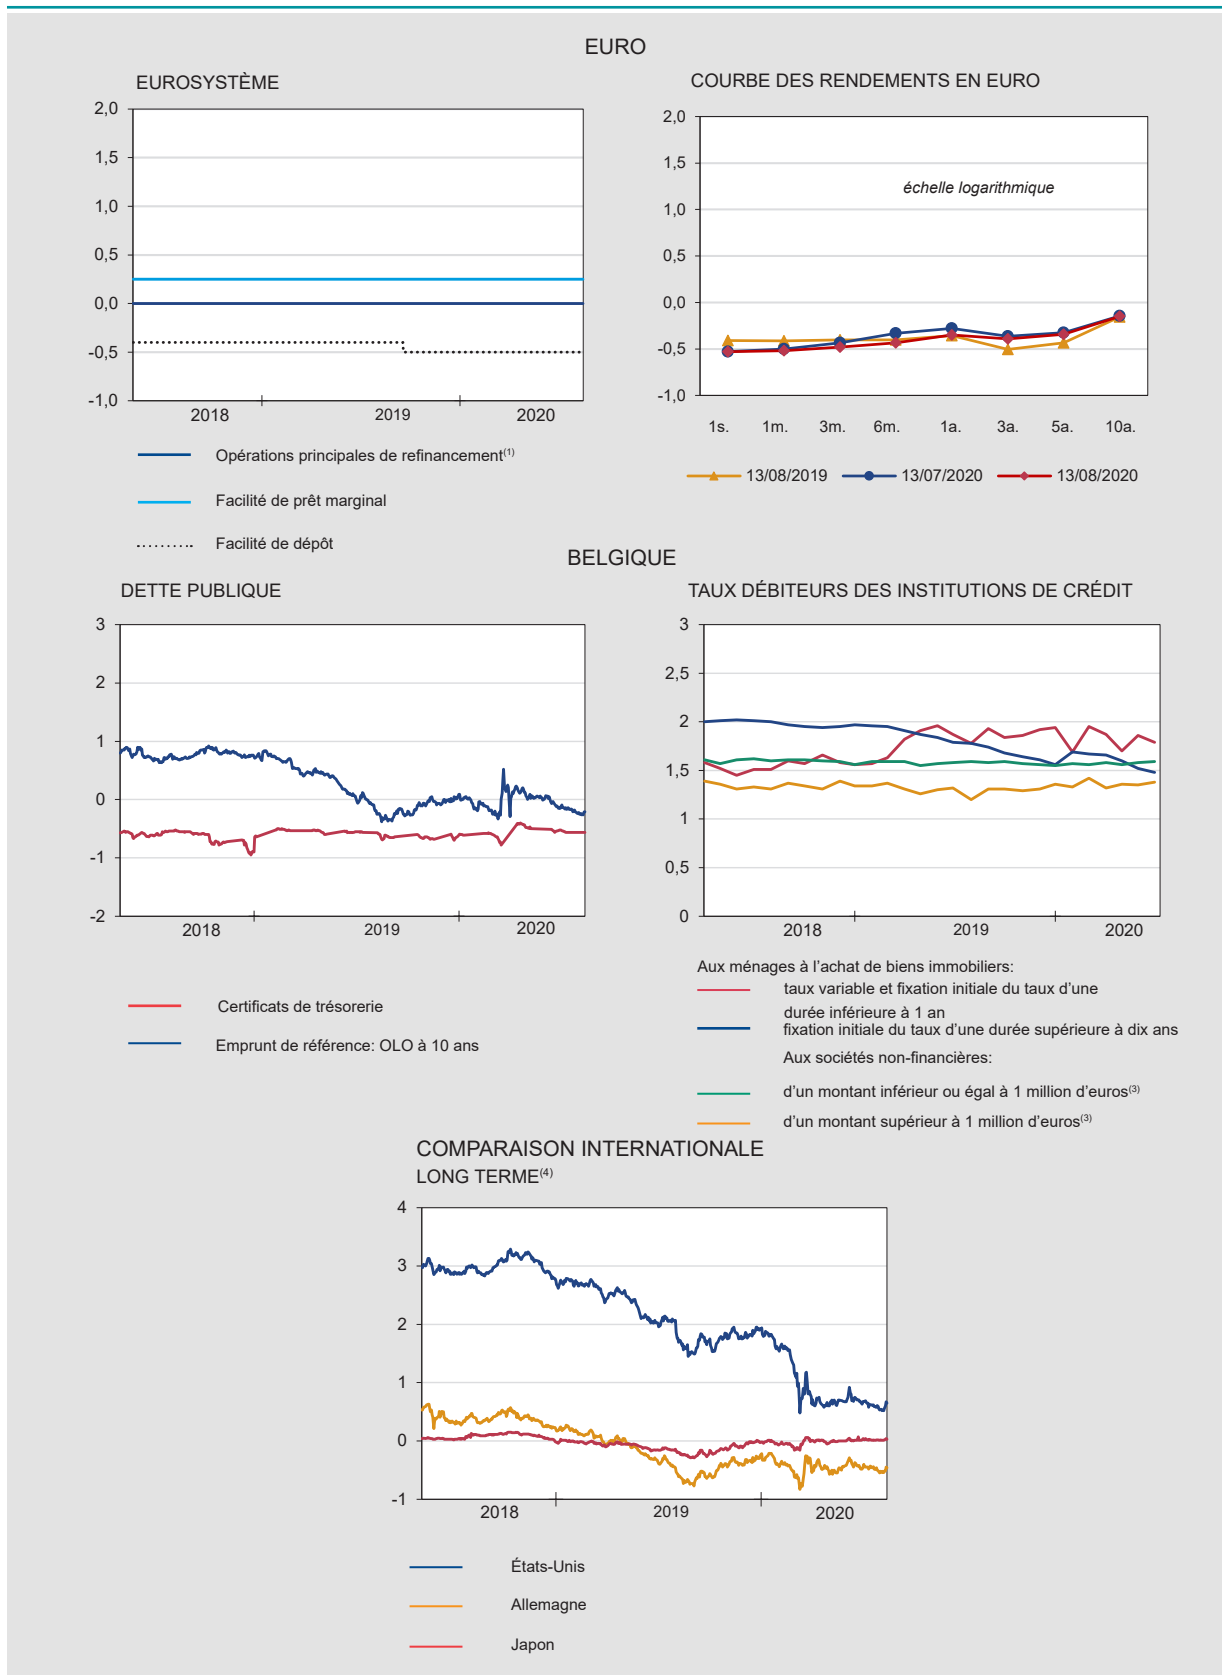 EURO
EUROSYSTÈME
2,0
1,5
1,0
0,5
0,0
-0,5
-1,0
2018
2019
2020
Opérations principales de refinancement(1)
Facilité de prêt marginal
Facilité de dépôt
COURBE DES RENDEMENTS EN EURO
2,0
1,5
1,0
0,5
0,0
-0,5
-1,0
échelle logarithmique
1s.
1m.
3m.
6m.
1a.
3a.
5a.
10a.
13/08/2019
13/07/2020
13/08/2020
BELGIQUE
DETTE PUBLIQUE
3
2
1
0
-1
-2
2018
2019
2020
Certificats de trésorerie
Emprunt de référence: OLO à 10 ans
TAUX DÉBITEURS DES INSTITUTIONS DE CRÉDIT
3
2,5
2
1,5
1
0,5
0
2018
2019
2020
Aux ménages à l'achat de biens immobiliers:
taux variable et fixation initiale du taux d'une
durée inférieure à 1 an
fixation initiale du taux d'une durée supérieure à dix ans
Aux sociétés non-financières:
d'un montant inférieur ou égal à 1 million d'euros(3)
d'un montant supérieur à 1 million d'euros(3)
COMPARAISON INTERNATIONALE
LONG TERME(4)
4
3
2
1
0
-1
2018
2019
2020
États-Unis
Allemagne
Japon